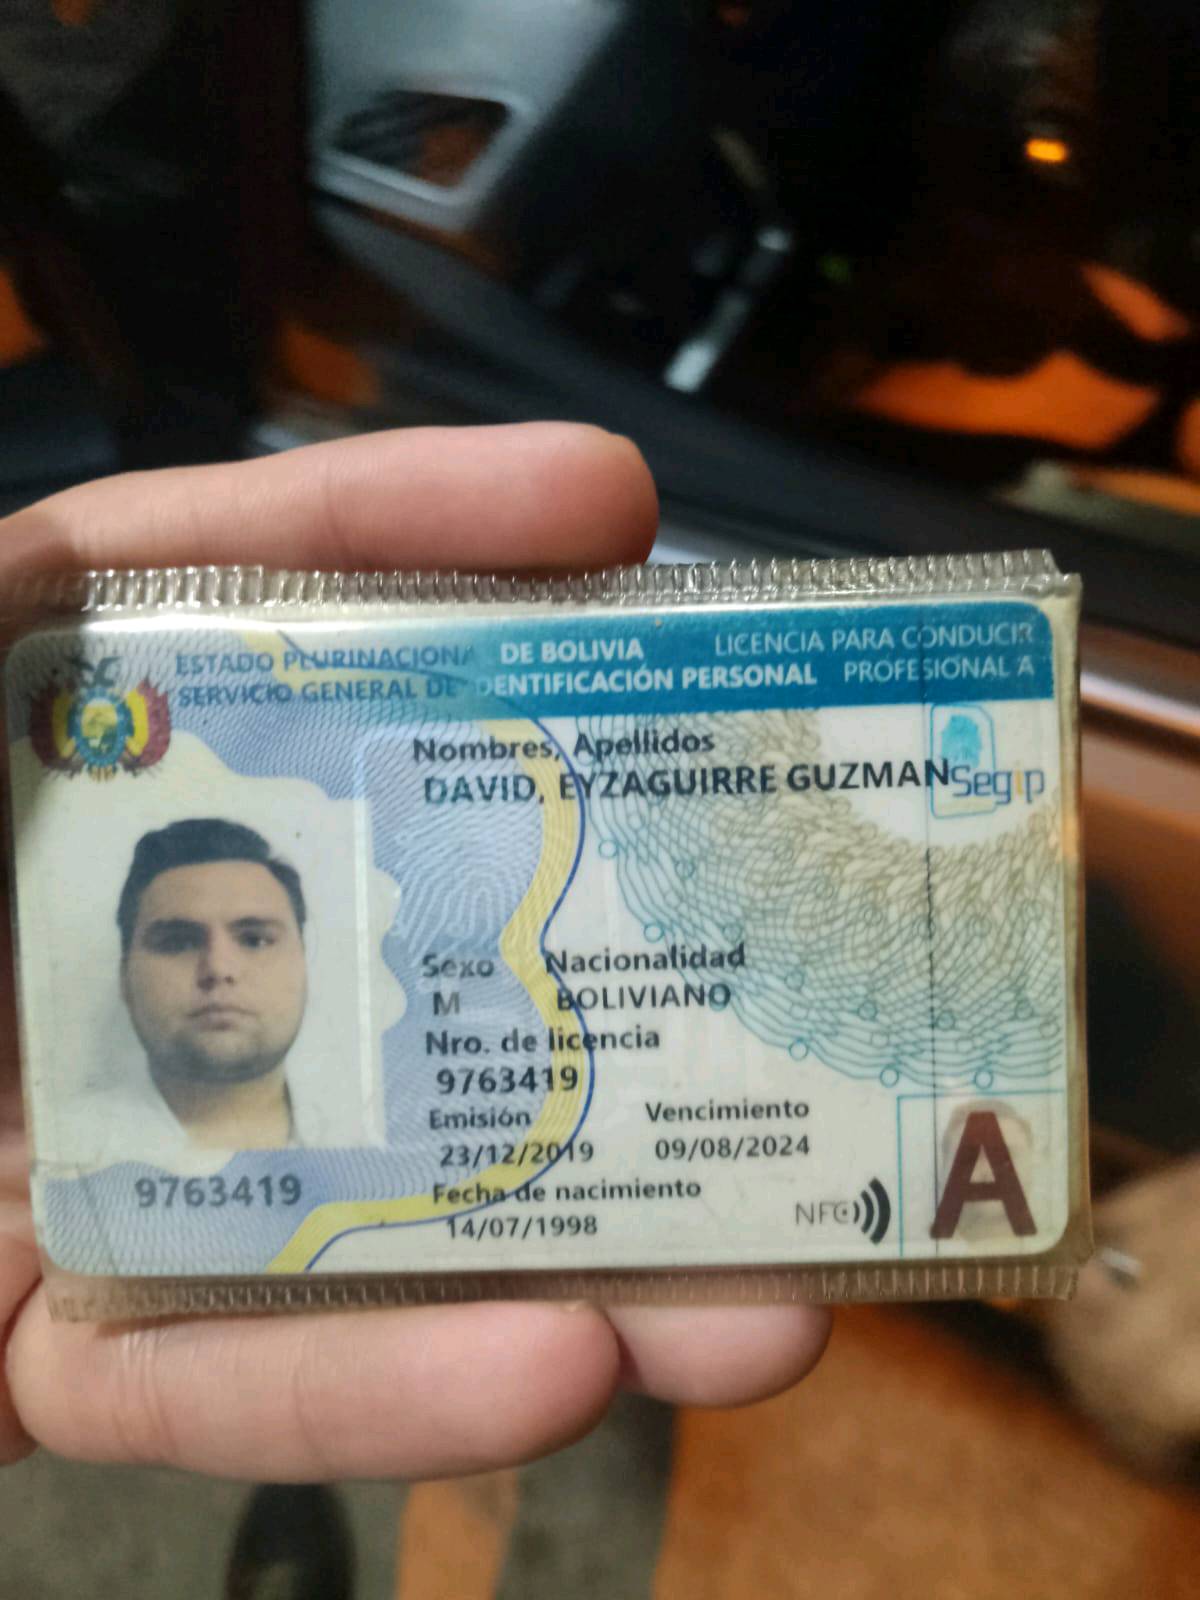 ESTADO PLURINACIONAL DE BOLIVIA LICENCIA PARA CONDUCIR
SERVICIO GENERAL DE IDENTIFICACIÓN PERSONAL PROFESIONAL A
Nombres, Apellidos
DAVID, EYZAGUIRRE GUZMAN
Segip
Sexo Nacionalidad
M BOLIVIANO
Nro. de licencia
9763419
Emisión Vencimiento
23/12/2019 09/08/2024
Fecha de nacimiento
14/07/1998
9763419
NFC
A